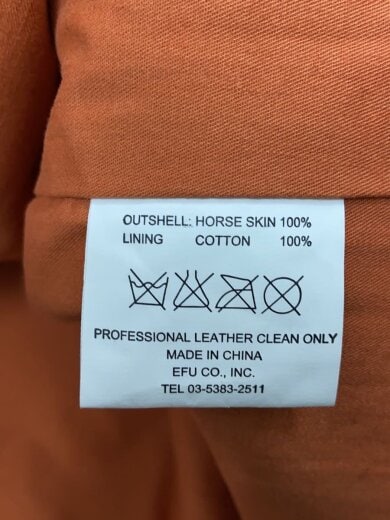 OUTSHELL: HORSE SKIN 100%
LINING COTTON 100%
PROFESSIONAL LEATHER CLEAN ONLY
MADE IN CHINA
EFU CO., INC.
TEL 03-5383-2511